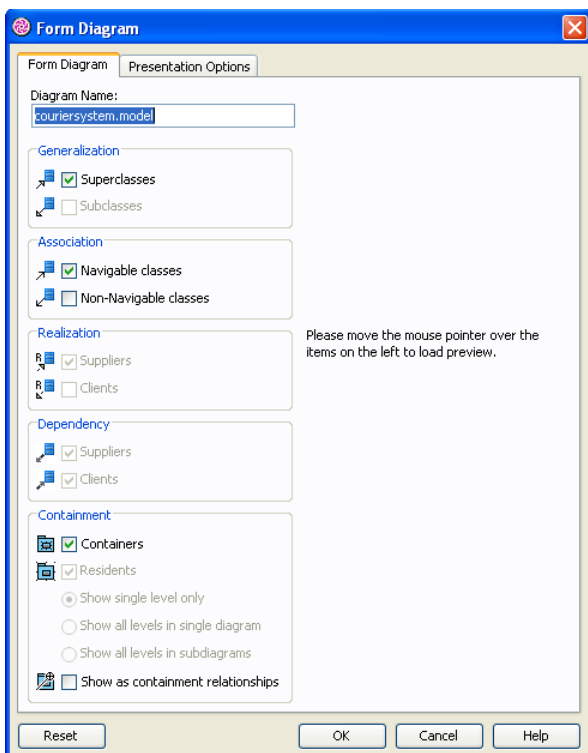 Form Diagram
Form Diagram
Presentation Options
Diagram Name:
couriersystem.model
Generalization
Superclasses
Subclasses
Association
Navigable classes
Non-Navigable classes
Realization
R
Suppliers
R
Clients
Please move the mouse pointer over the
items on the left to load preview.
Dependency
Suppliers
Clients
Containment
Containers
Residents
Show single level only
Show all levels in single diagram
Show all levels in subdiagrams
Show as containment relationships
Reset
OK
Cancel
Help